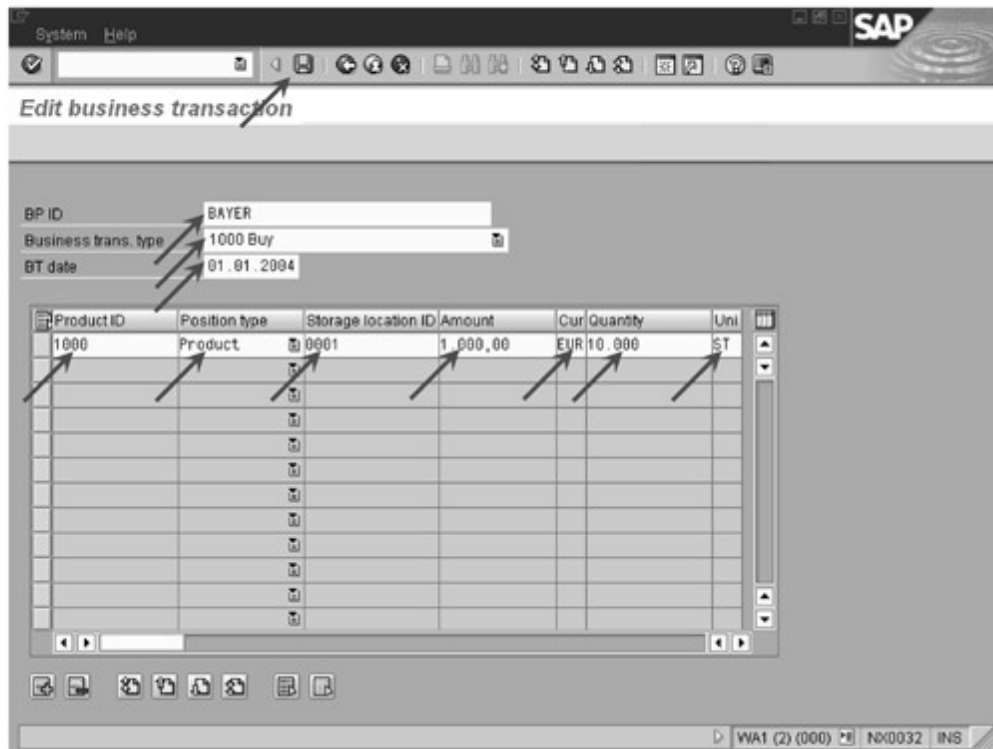 System Help
SAP
Edit business transaction
BP ID BAYER
Business trans. type 1000 Buy
BT date 01.01.2004
Product ID Position type Storage location ID Amount Cur Quantity Uni
1000 Product 0001 1.000,00 EUR 10.000 ST
WA1 (2) (000) NX0032 INS